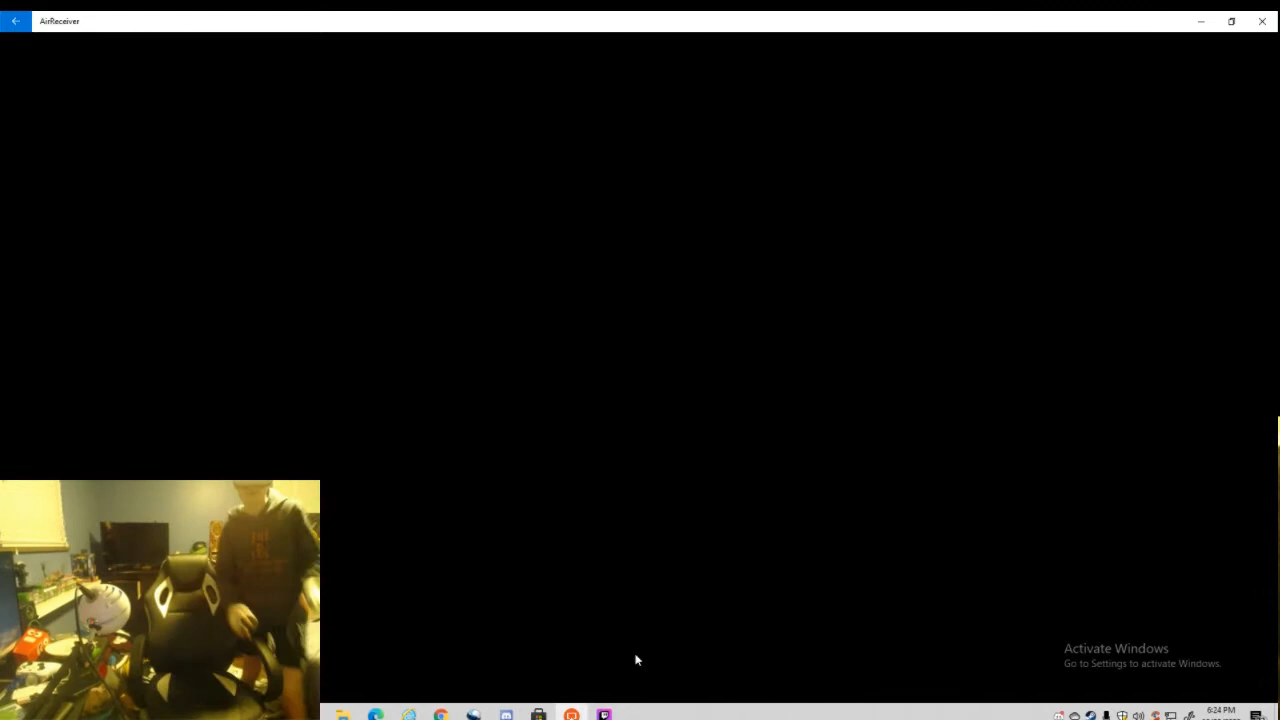 AirReceiver
Activate Windows
Go to Settings to activate Windows.
6:24 PM